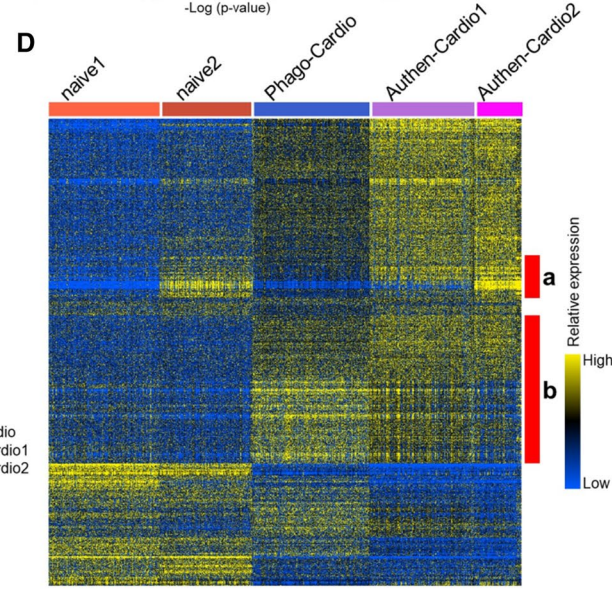 -Log (p-value)
D
naive1
naive2
Phago-Cardio
Authen-Cardio1
Authen-Cardio2
a
b
Relative expression
High
Low
dio
rdio1
rdio2